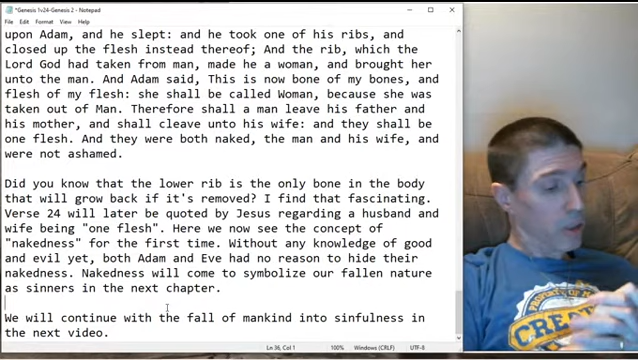 *Genesis 1v24-Genesis 2 - Notepad
File Edit Format View Help
upon Adam, and he slept: and he took one of his ribs, and
closed up the flesh instead thereof; And the rib, which the
Lord God had taken from man, made he a woman, and brought her
unto the man. And Adam said, This is now bone of my bones, and
flesh of my flesh: she shall be called Woman, because she was
taken out of Man. Therefore shall a man leave his father and
his mother, and shall cleave unto his wife: and they shall be
one flesh. And they were both naked, the man and his wife, and
were not ashamed.
Did you know that the lower rib is the only bone in the body
that will grow back if it's removed? I find that fascinating.
Verse 24 will later be quoted by Jesus regarding a husband and
wife being "one flesh". Here we now see the concept of
"nakedness" for the first time. Without any knowledge of good
and evil yet, both Adam and Eve had no reason to hide their
nakedness. Nakedness will come to symbolize our fallen nature
as sinners in the next chapter.
We will continue with the fall of mankind into sinfulness in
the next video.
Ln 36, Col 1 100% Windows (CRLF) UTF-8